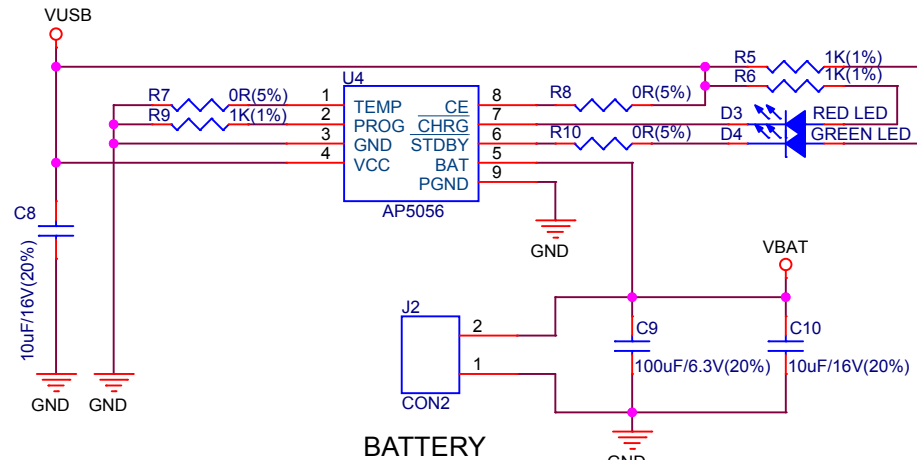 VUSB
R5 1K(1%)
R6 1K(1%)
U4
R7 0R(5%) 1 TEMP CE 8 R8 0R(5%)
R9 1K(1%) 2 PROG CHRG 7 D3 RED LED
3 GND STDBY 6 R10 0R(5%) D4 GREEN LED
4 VCC BAT 5
PGND 9
AP5056
C8
10uF/16V(20%)
GND
VBAT
J2
2
1
CON2
C9
100uF/6.3V(20%)
C10
10uF/16V(20%)
GND GND
BATTERY
GND